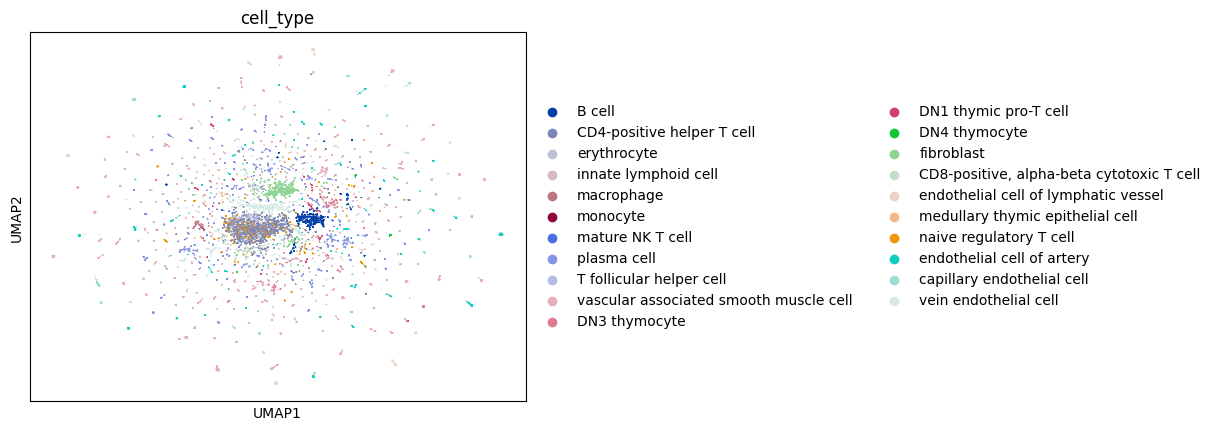 cell_type
UMAP2
UMAP1
B cell
CD4-positive helper T cell
erythrocyte
innate lymphoid cell
macrophage
monocyte
mature NK T cell
plasma cell
T follicular helper cell
vascular associated smooth muscle cell
DN3 thymocyte
DN1 thymic pro-T cell
DN4 thymocyte
fibroblast
CD8-positive, alpha-beta cytotoxic T cell
endothelial cell of lymphatic vessel
medullary thymic epithelial cell
naive regulatory T cell
endothelial cell of artery
capillary endothelial cell
vein endothelial cell